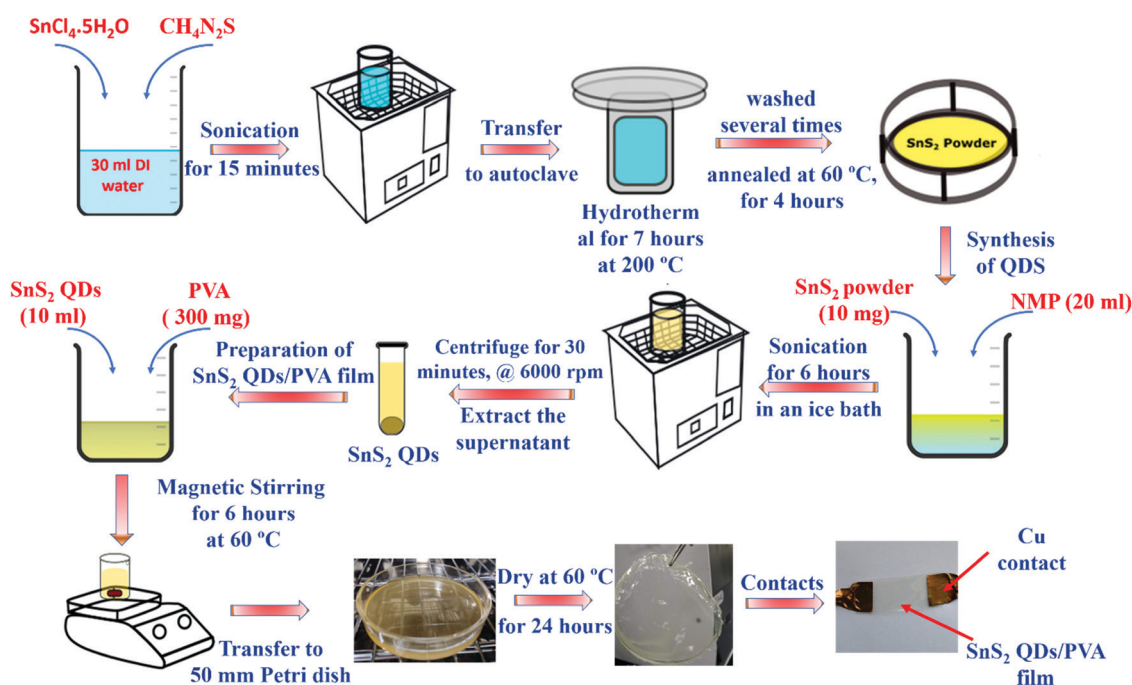 SnCl₄.5H₂O
CH₄N₂S
30 ml DI
water
Sonication
for 15 minutes
Transfer
to autoclave
Hydrotherm
al for 7 hours
at 200 ºC
washed
several times
annealed at 60 ºC,
for 4 hours
SnS₂ Powder
Synthesis
of QDS
SnS₂ powder
(10 mg)
NMP (20 ml)
Sonication
for 6 hours
in an ice bath
Centrifuge for 30
minutes, @ 6000 rpm
Extract the
supernatant
SnS₂ QDs
Preparation of
SnS₂ QDs/PVA film
SnS₂ QDs
(10 ml)
PVA
( 300 mg)
Magnetic Stirring
for 6 hours
at 60 ºC
Transfer to
50 mm Petri dish
Dry at 60 ºC
for 24 hours
Contacts
Cu
contact
SnS₂ QDs/PVA
film